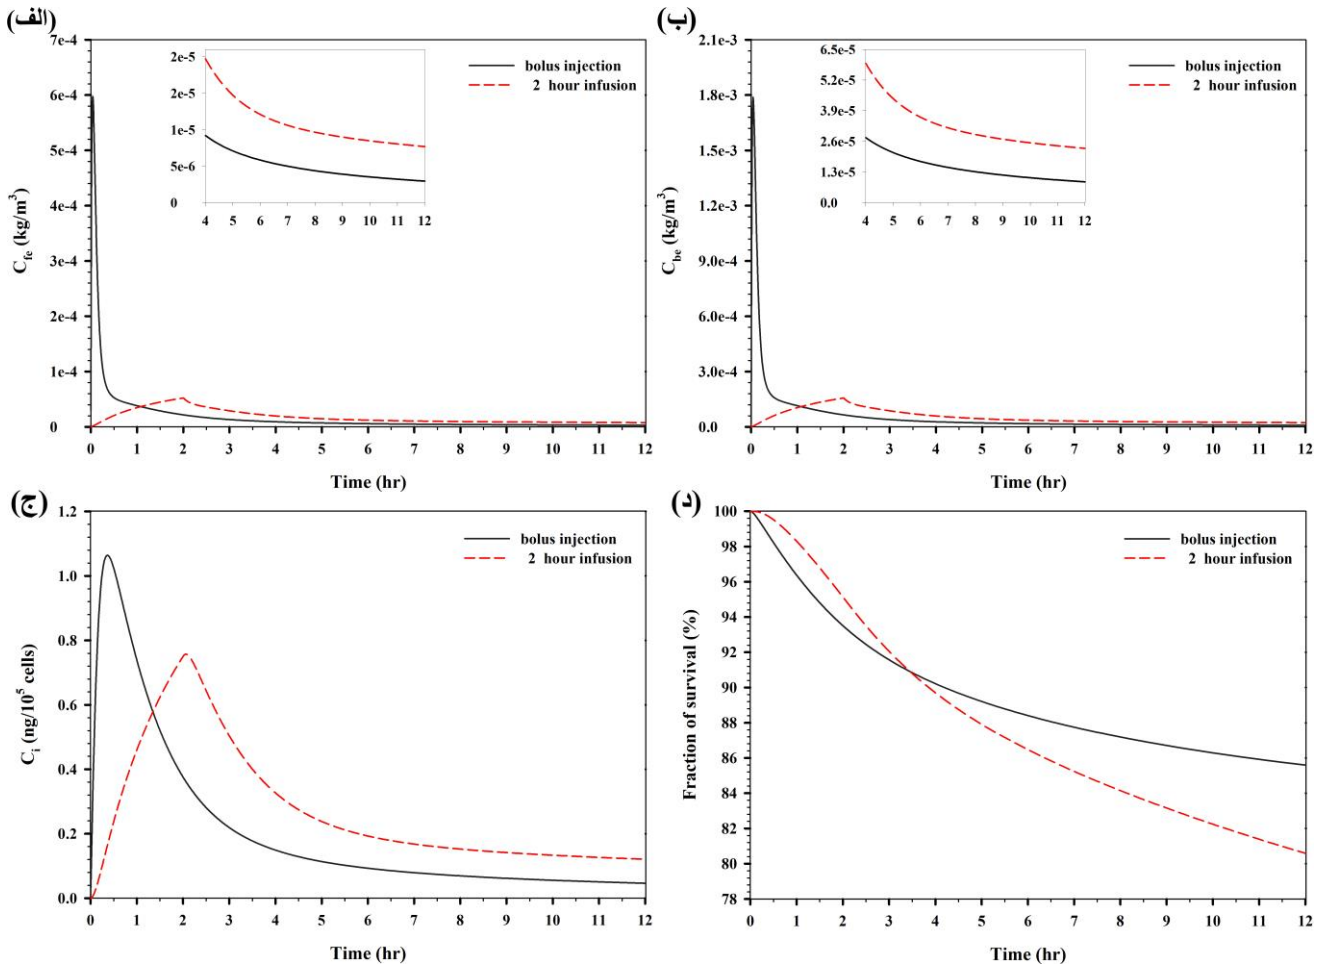 (الف)
7e-4
6e-4
5e-4
4e-4
3e-4
2e-4
1e-4
0
C_fe (kg/m³)
0 1 2 3 4 5 6 7 8 9 10 11 12
Time (hr)
bolus injection
2 hour infusion
2e-5
2e-5
1e-5
5e-6
0
4 5 6 7 8 9 10 11 12
(ب)
2.1e-3
1.8e-3
1.5e-3
1.2e-3
9.0e-4
6.0e-4
3.0e-4
0.0
C_be (kg/m³)
0 1 2 3 4 5 6 7 8 9 10 11 12
Time (hr)
bolus injection
2 hour infusion
6.5e-5
5.2e-5
3.9e-5
2.6e-5
1.3e-5
0.0
4 5 6 7 8 9 10 11 12
(ج)
1.2
1.0
0.8
0.6
0.4
0.2
0.0
C_i (ng/10⁵ cells)
0 1 2 3 4 5 6 7 8 9 10 11 12
Time (hr)
bolus injection
2 hour infusion
(د)
100
98
96
94
92
90
88
86
84
82
80
78
Fraction of survival (%)
0 1 2 3 4 5 6 7 8 9 10 11 12
Time (hr)
bolus injection
2 hour infusion